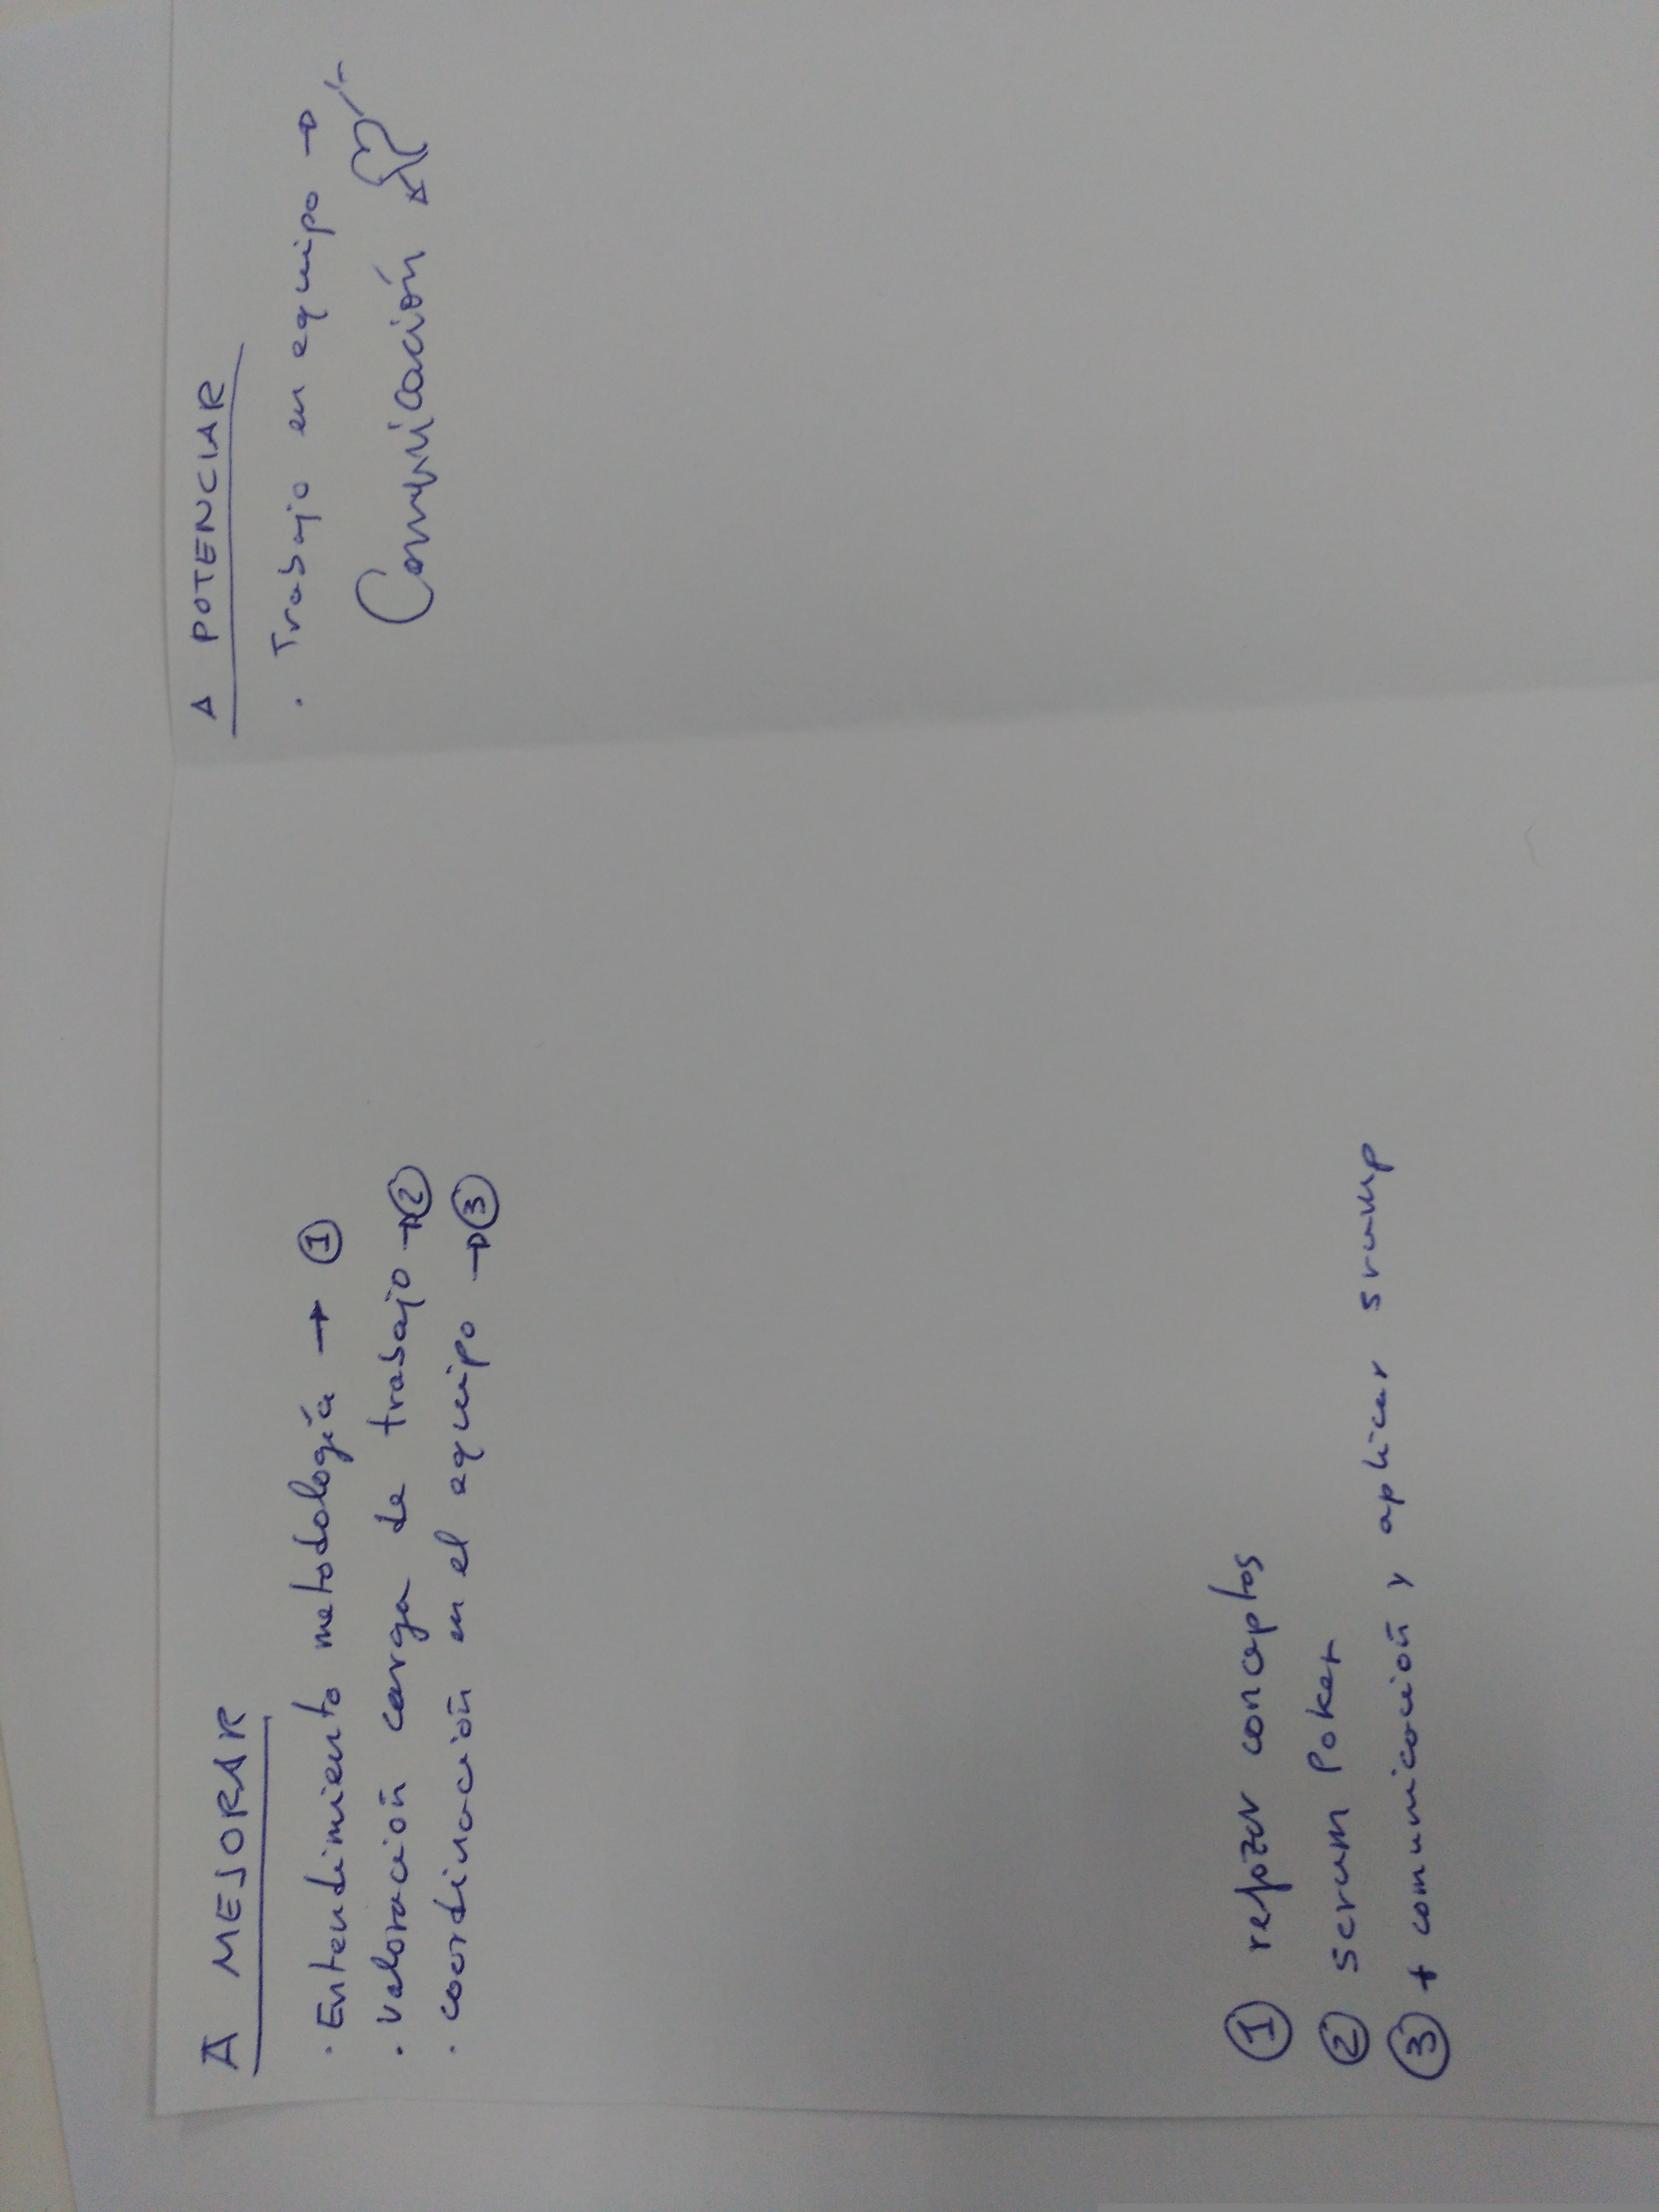 A MEJORAR
· Entendimiento metodología → ①
· Valoración carga de trabajo → ②
· coordinación en el equipo → ③
① refozar conceptos
② scrum Poker
③ + comunicación y aplicar srump
A POTENCIAR
· Trabajo en equipo →
Comunicación